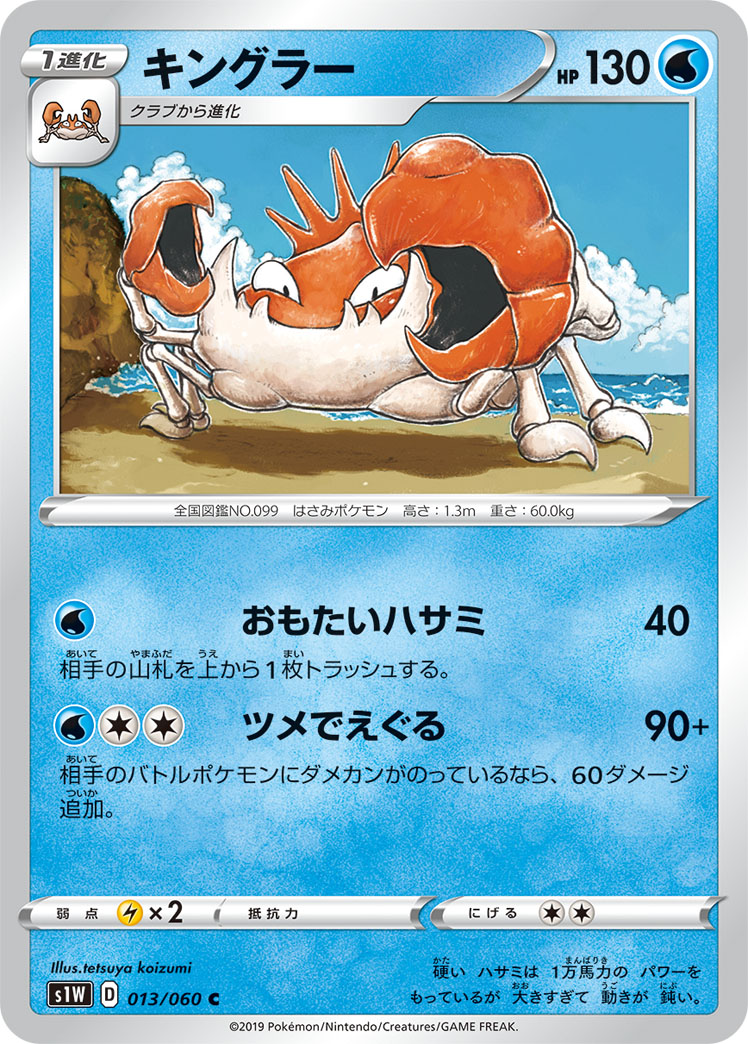 1進化
キングラー
HP 130
クラブから進化
全国図鑑NO.099 はさみポケモン 高さ:1.3m 重さ:60.0kg
おもたいハサミ 40
相手の山札を上から1枚トラッシュする。
ツメでえぐる 90+
相手のバトルポケモンにダメカンがのっているなら、60ダメージ
追加。
弱点 ×2 抵抗力 にげる
Illus.tetsuya koizumi
硬い ハサミは 1万馬力の パワーを
もっているが 大きすぎて 動きが 鈍い。
s1W D 013/060 C
©2019 Pokémon/Nintendo/Creatures/GAME FREAK.